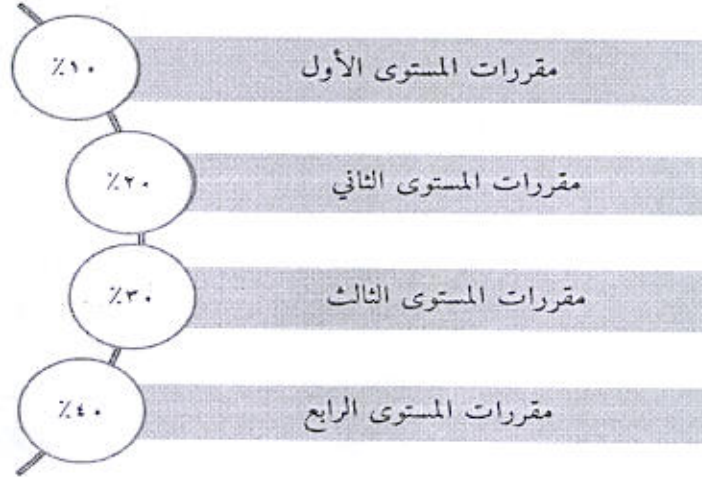 مقررات المستوى الأول
٪١٠
مقررات المستوى الثاني
٪٢٠
مقررات المستوى الثالث
٪٣٠
مقررات المستوى الرابع
٪٤٠